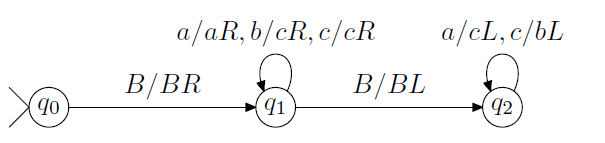 a/aR, b/cR, c/cR
a/cL, c/bL
B/BR
B/BL
q0
q1
q2